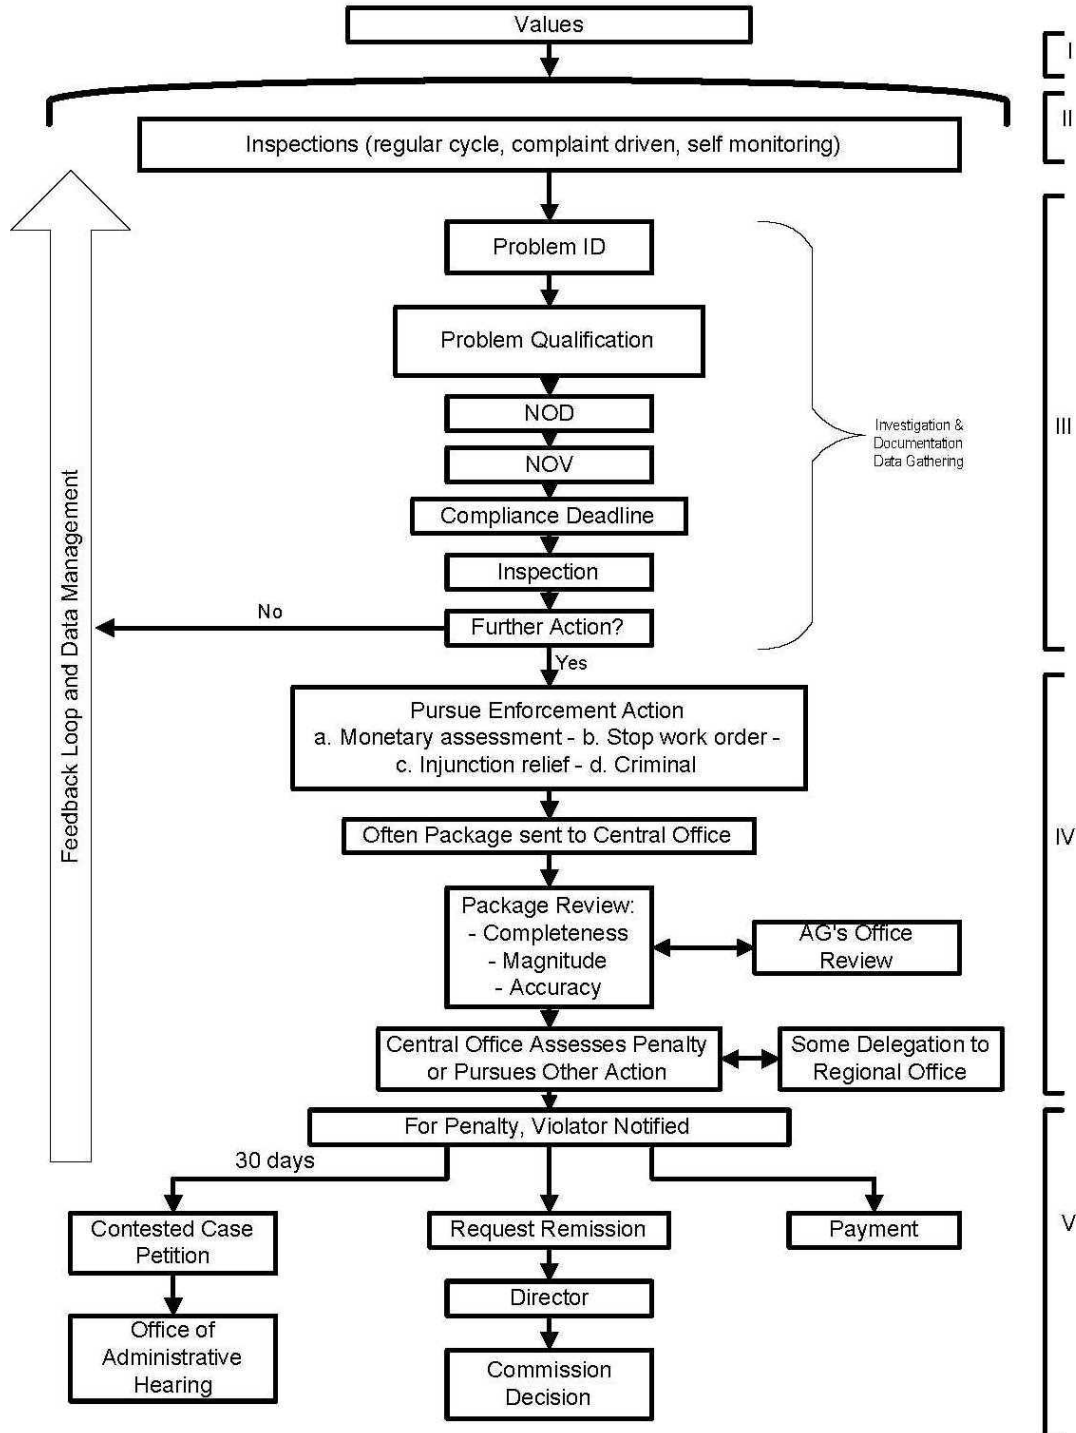 Values
I
II
Inspections (regular cycle, complaint driven, self monitoring)
Problem ID
Problem Qualification
NOD
NOV
Compliance Deadline
Inspection
Further Action?
Investigation &
Documentation
Data Gathering
III
No
Yes
Feedback Loop and Data Management
Pursue Enforcement Action
a. Monetary assessment - b. Stop work order -
c. Injunction relief - d. Criminal
Often Package sent to Central Office
IV
Package Review:
- Completeness
- Magnitude
- Accuracy
AG's Office
Review
Central Office Assesses Penalty
or Pursues Other Action
Some Delegation to
Regional Office
For Penalty, Violator Notified
30 days
Contested Case
Petition
Request Remission
Payment
V
Director
Office of
Administrative
Hearing
Commission
Decision